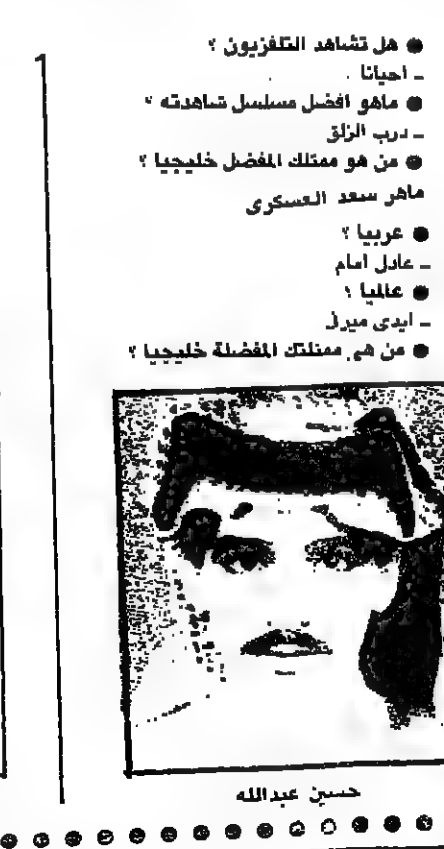 ● هل تشاهد التلفزيون ؟
ـ احيانا .
● ماهو افضل مسلسل شاهدته ؟
ـ درب الزلق
● من هو ممثلك المفضل خليجيا ؟
ماهر سعد العسكرى
● عربيا ؟
ـ عادل امام
● عالميا ؟
ـ ايدى ميرفى
● من هى ممثلتك المفضلة خليجيا ؟
حسين عبدالله